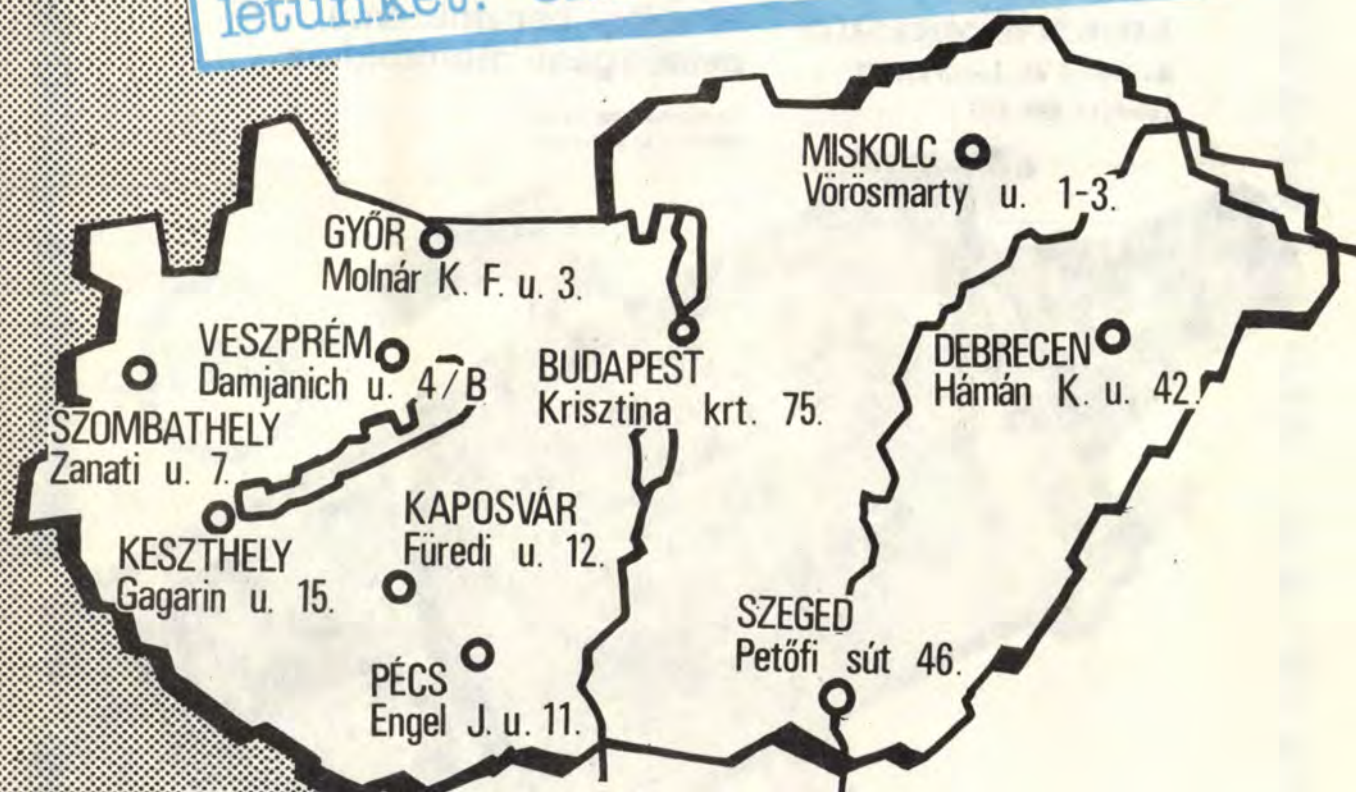 letünket.
MISKOLC
Vörösmarty u. 1-3.
GYŐR
Molnár K. F. u. 3.
VESZPRÉM
Damjanich u. 4/B
BUDAPEST
Krisztina krt. 75.
DEBRECEN
Hámán K. u. 42.
SZOMBATHELY
Zanati u. 7.
KESZTHELY
Gagarin u. 15.
KAPOSVÁR
Füredi u. 12.
SZEGED
Petőfi sút 46.
PÉCS
Engel J. u. 11.